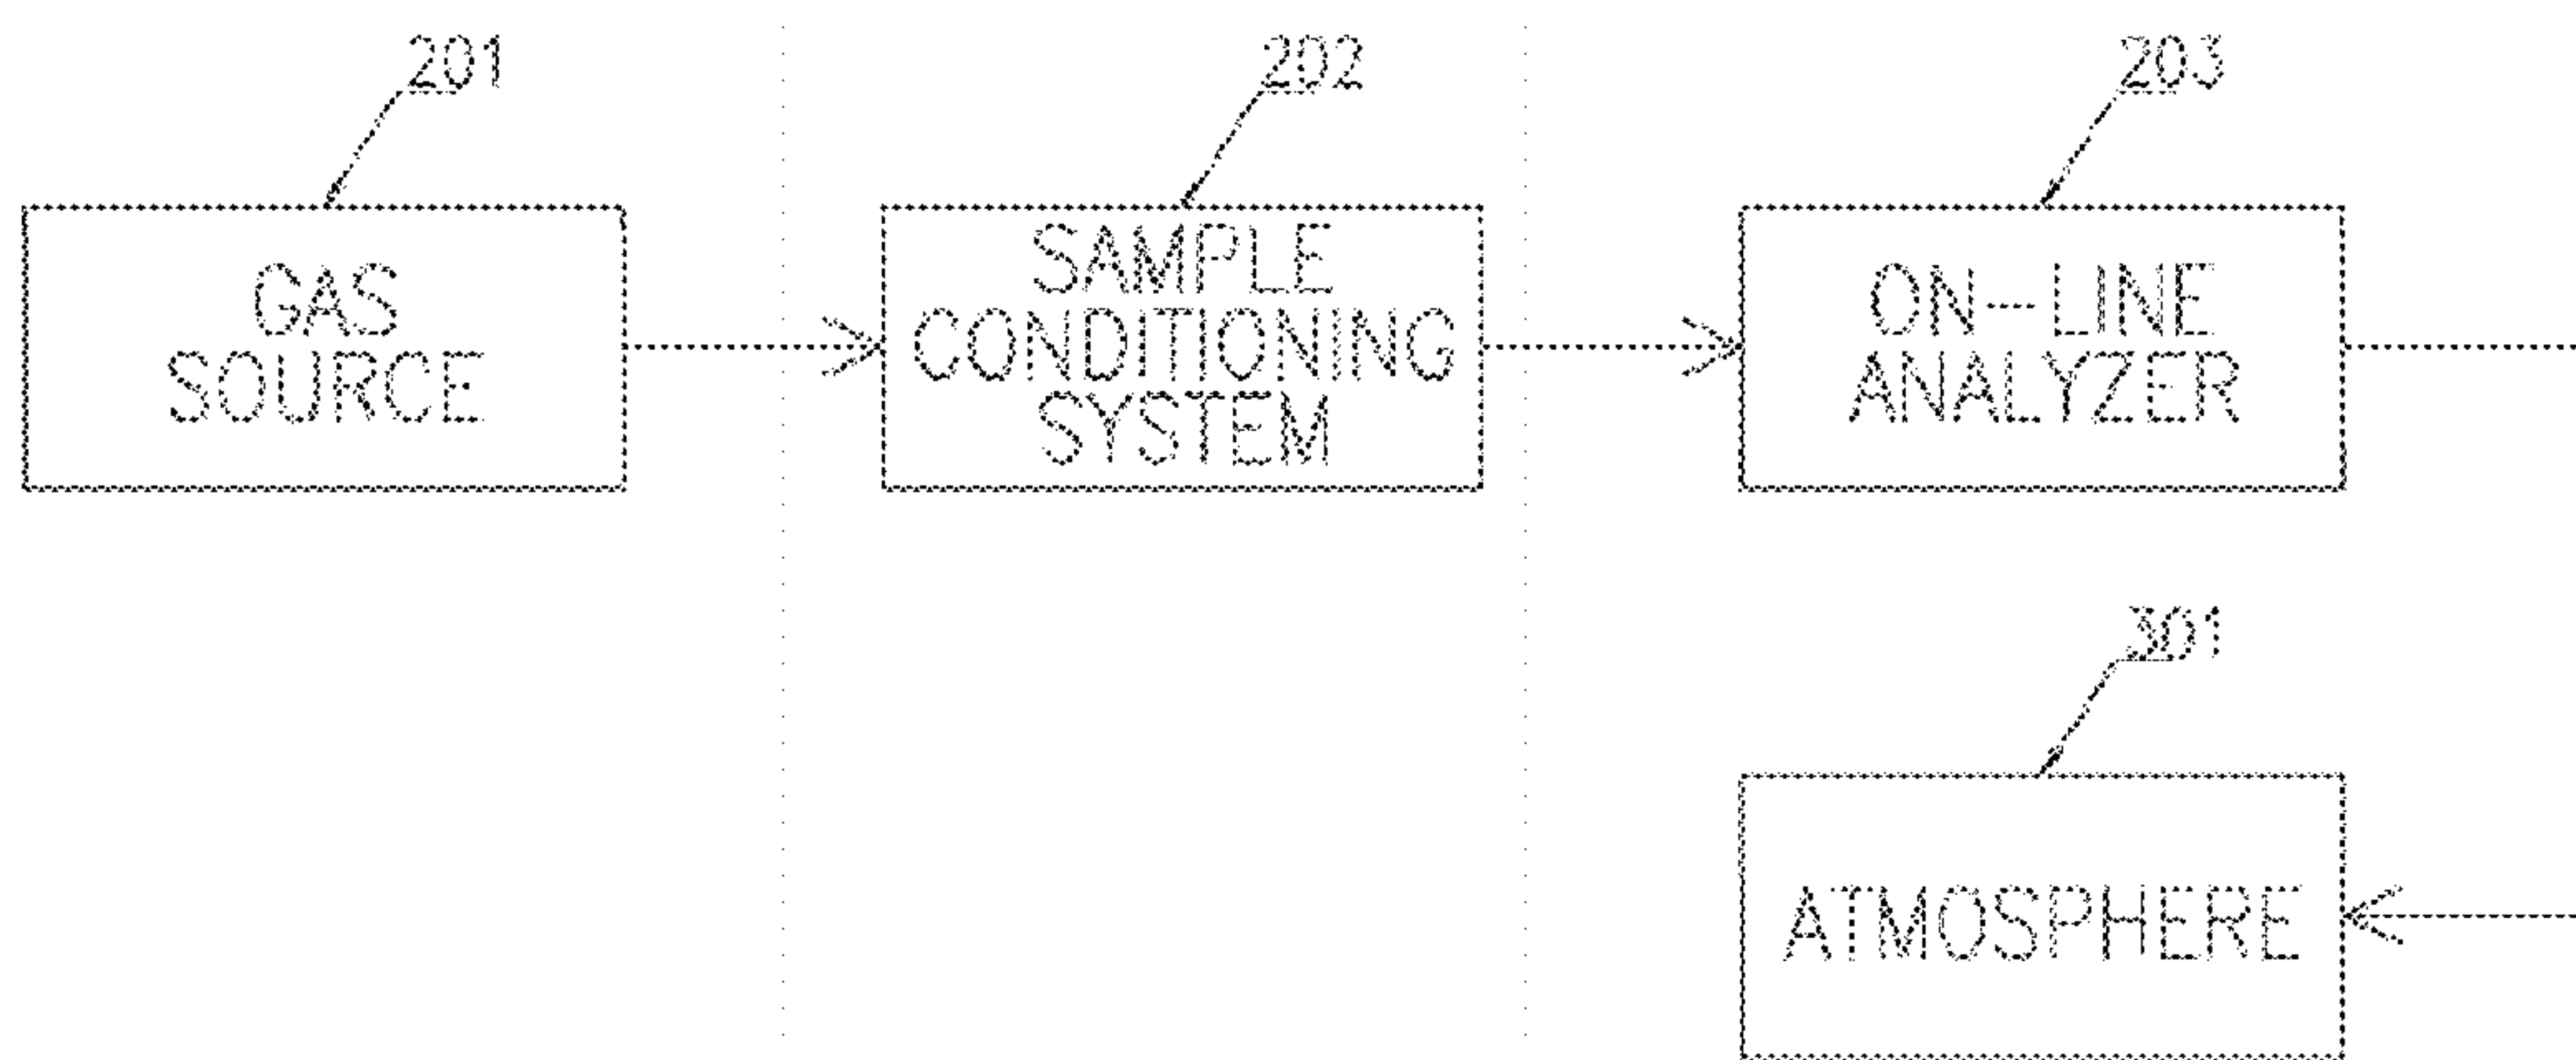 201
202
203
GAS
SOURCE
SAMPLE
CONDITIONING
SYSTEM
ON-LINE
ANALYZER
301
ATMOSPHERE